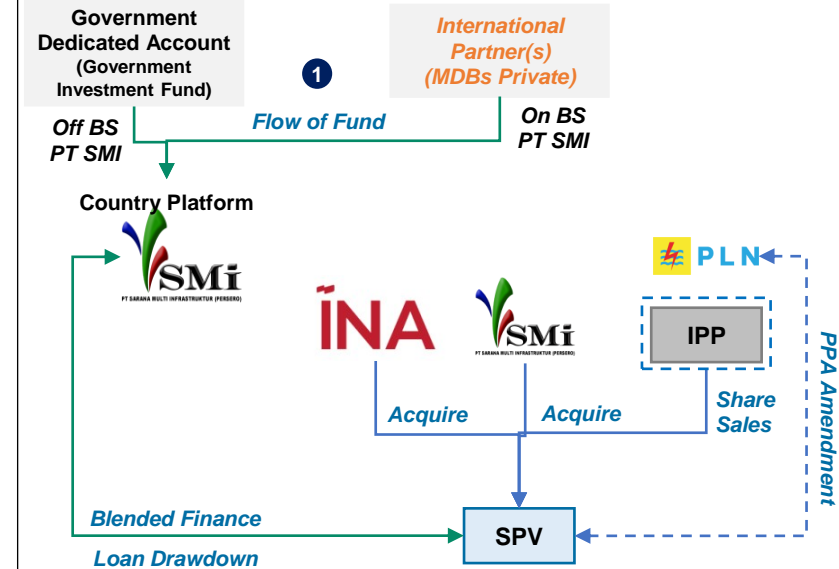 Government
Dedicated Account
(Government
Investment Fund)
International
Partner(s)
(MDBs Private)
1
Off BS
PT SMI
Flow of Fund
On BS
PT SMI
Country Platform
SMi
PT SARANA MULTI INFRASTRUKTUR (PERSERO)
INA
SMi
PT SARANA MULTI INFRASTRUKTUR (PERSERO)
PLN
IPP
PPA Amendment
Acquire
Acquire
Share
Sales
Blended Finance
Loan Drawdown
SPV